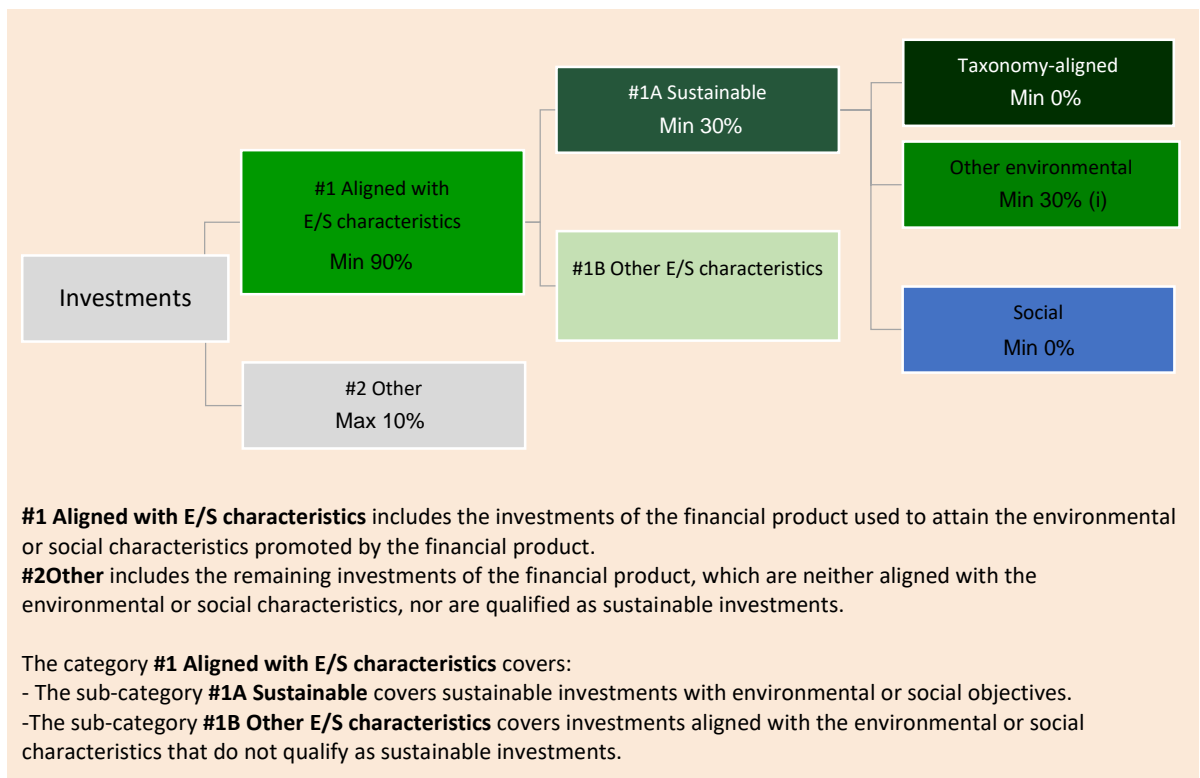 Taxonomy-aligned
Min 0%
#1A Sustainable
Min 30%
Other environmental
Min 30% (i)
#1 Aligned with
E/S characteristics
Min 90%
#1B Other E/S characteristics
Investments
Social
Min 0%
#2 Other
Max 10%
#1 Aligned with E/S characteristics includes the investments of the financial product used to attain the environmental
or social characteristics promoted by the financial product.
#2Other includes the remaining investments of the financial product, which are neither aligned with the
environmental or social characteristics, nor are qualified as sustainable investments.
The category #1 Aligned with E/S characteristics covers:
- The sub-category #1A Sustainable covers sustainable investments with environmental or social objectives.
-The sub-category #1B Other E/S characteristics covers investments aligned with the environmental or social
characteristics that do not qualify as sustainable investments.